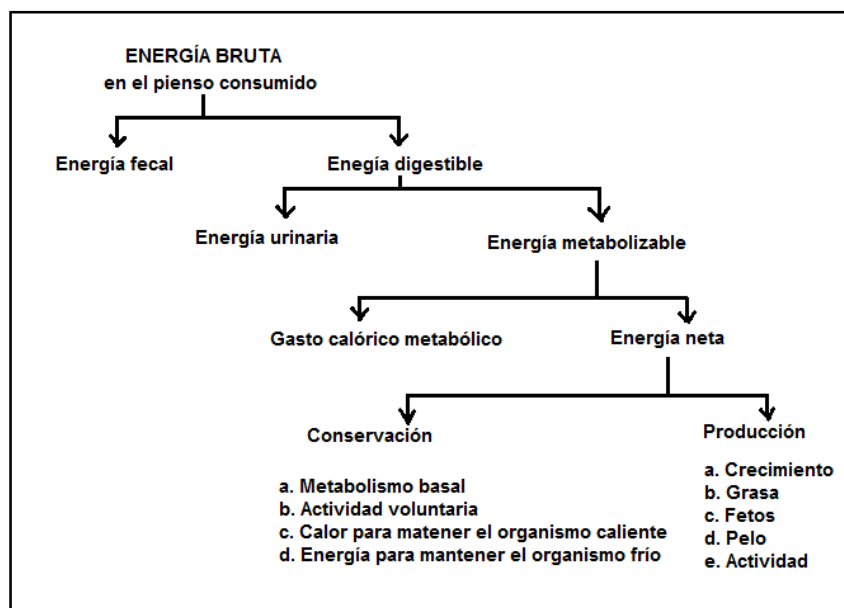 ENERGÍA BRUTA
en el pienso consumido
Energía fecal
Enegía digestible
Energía urinaria
Energía metabolizable
Gasto calórico metabólico
Energía neta
Conservación
a. Metabolismo basal
b. Actividad voluntaria
c. Calor para matener el organismo caliente
d. Energía para mantener el organismo frío
Producción
a. Crecimiento
b. Grasa
c. Fetos
d. Pelo
e. Actividad